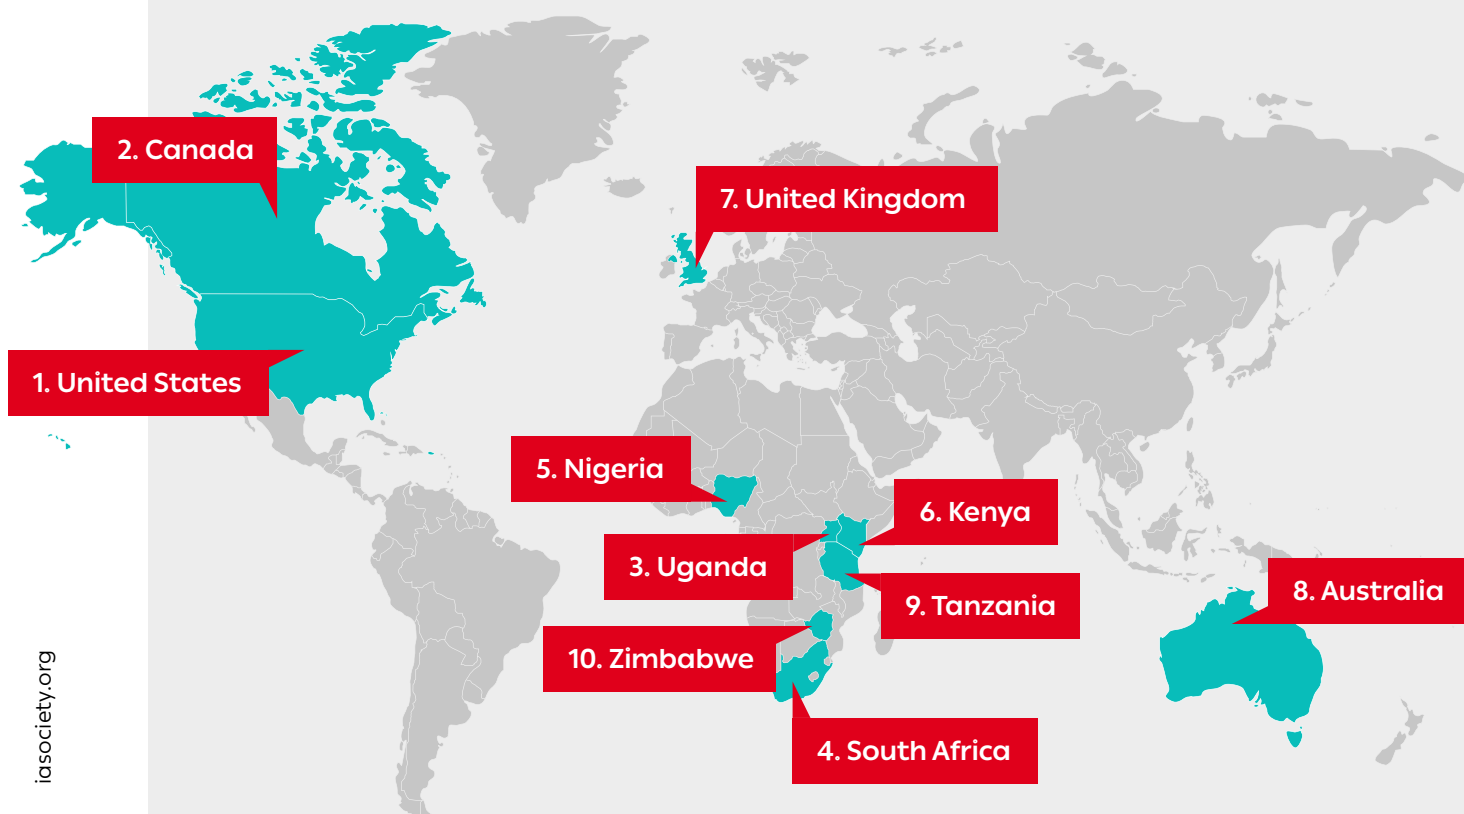 2. Canada
7. United Kingdom
1. United States
5. Nigeria
6. Kenya
3. Uganda
9. Tanzania
8. Australia
10. Zimbabwe
4. South Africa
iasociety.org